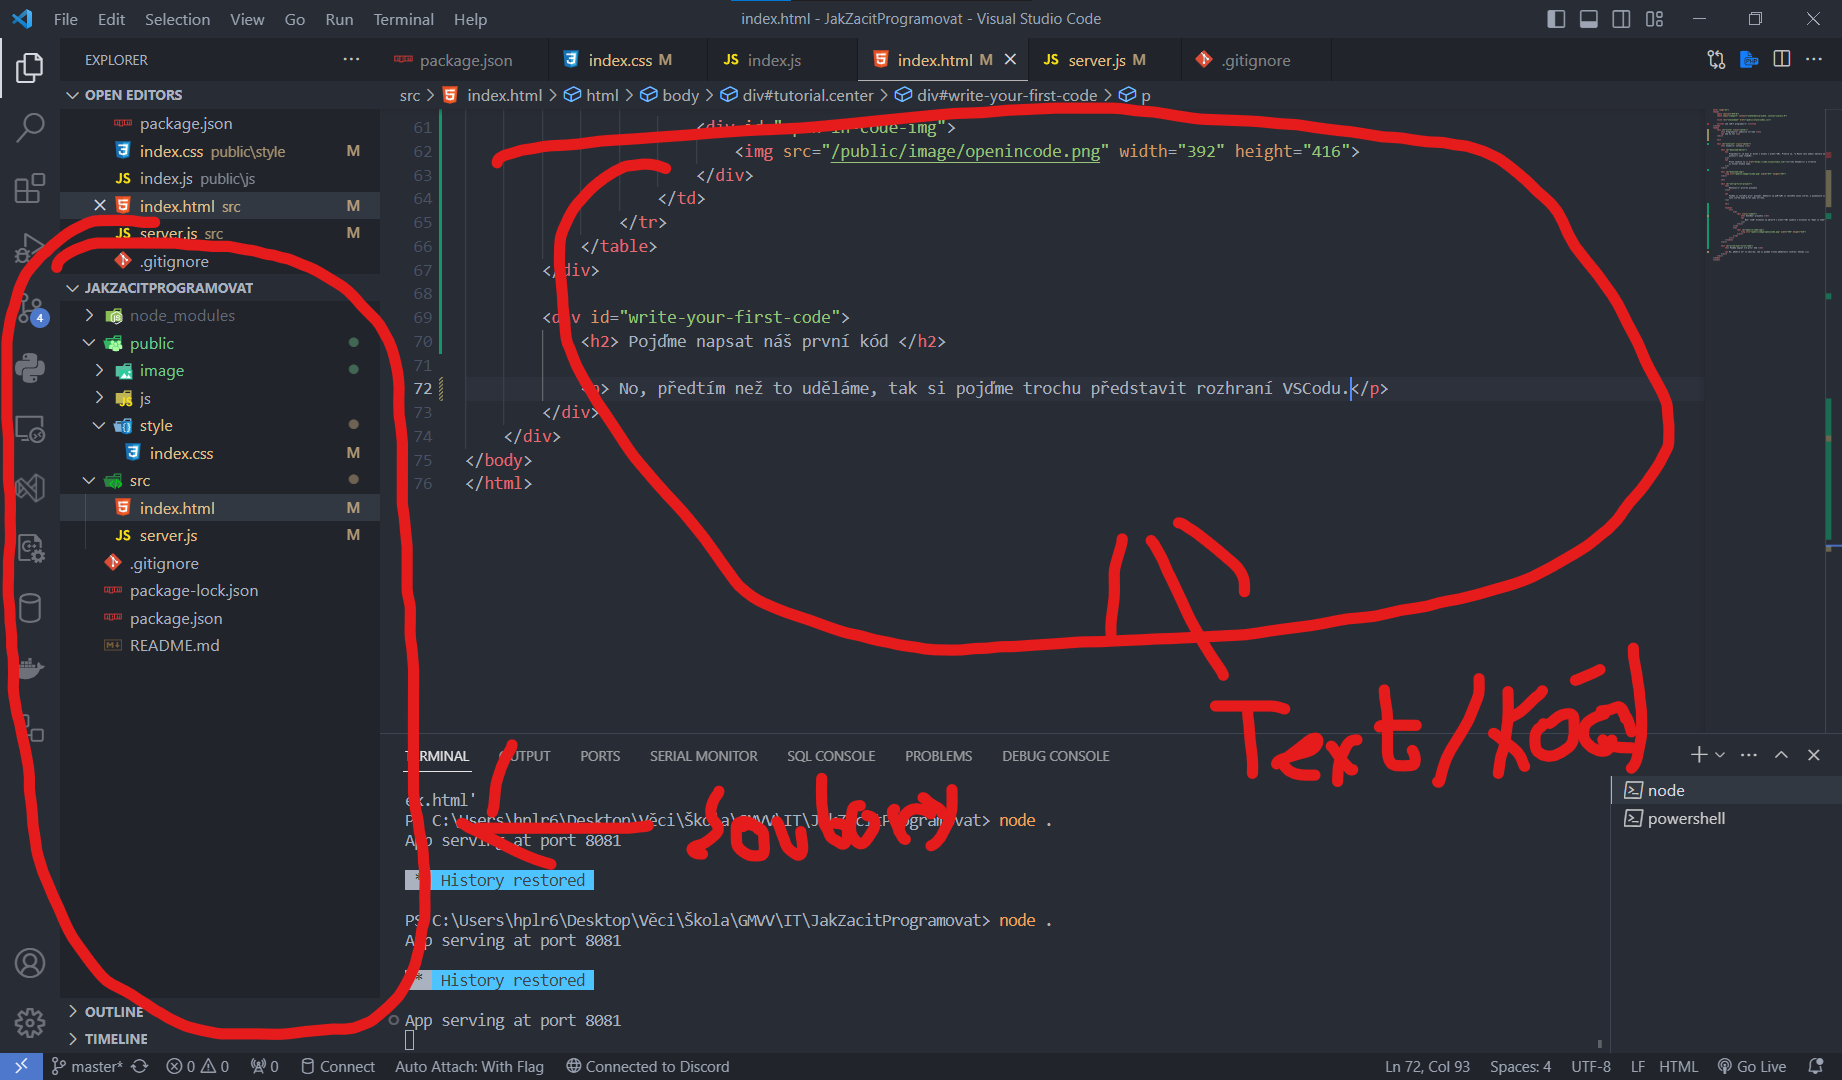 File Edit Selection View Go Run Terminal Help
index.html - JakZacitProgramovat - Visual Studio Code
EXPLORER
OPEN EDITORS
package.json
index.css public\style M
index.js public\js
index.html src M
server.js src M
.gitignore
JAKZACITPROGRAMOVAT
node_modules
public
image
js
style
index.css M
src
index.html M
server.js M
.gitignore
package-lock.json
package.json
README.md
OUTLINE
TIMELINE
4
package.json index.css M index.js index.html M server.js M .gitignore
src > index.html > html > body > div#tutorial.center > div#write-your-first-code > p
61 <div id="open-in-code-img">
62 <img src="/public/image/openincode.png" width="392" height="416">
63 </div>
64 </td>
65 </tr>
66 </table>
67 </div>
68
69 <div id="write-your-first-code">
70 <h2> Pojďme napsat náš první kód </h2>
71
72 <p> No, předtím než to uděláme, tak si pojďme trochu představit rozhraní VSCodu.</p>
73 </div>
74 </div>
75 </body>
76 </html>
Text/Kód
TERMINAL OUTPUT PORTS SERIAL MONITOR SQL CONSOLE PROBLEMS DEBUG CONSOLE
ex.html'
PS C:\Users\hplr6\Desktop\Věci\Škola\GMVV\IT\JakZacitProgramovat> node .
App serving at port 8081
* History restored
PS C:\Users\hplr6\Desktop\Věci\Škola\GMVV\IT\JakZacitProgramovat> node .
App serving at port 8081
* History restored
App serving at port 8081
Soubory
node
powershell
master* 0 0 0 Connect Auto Attach: With Flag Connected to Discord
Ln 72, Col 93 Spaces: 4 UTF-8 LF HTML Go Live